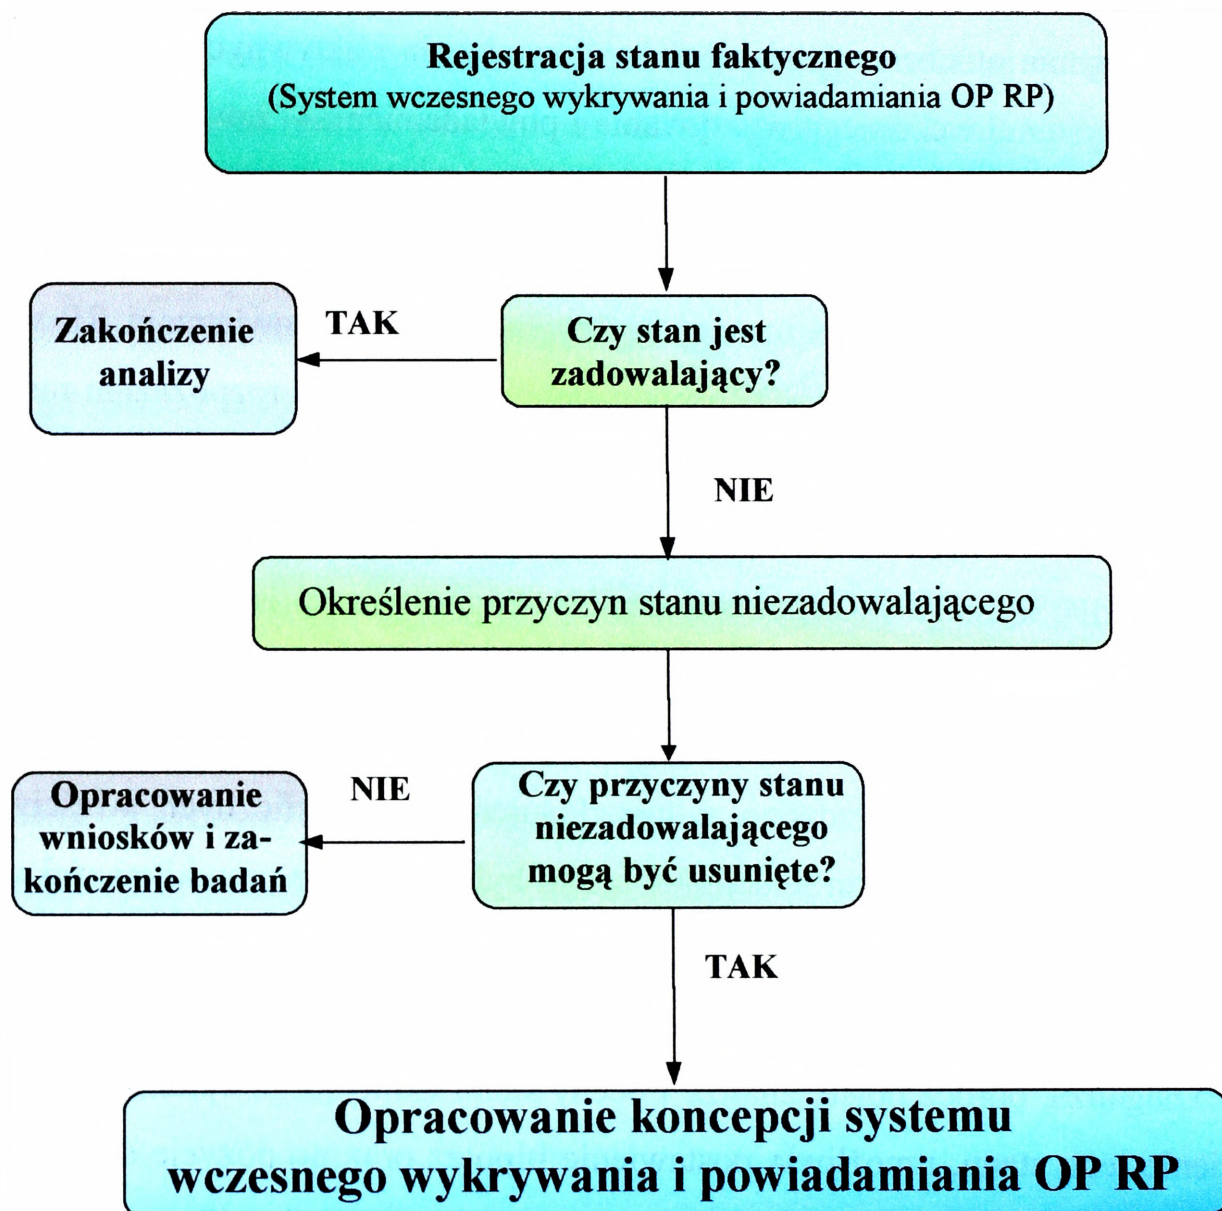 Rejestracja stanu faktycznego
(System wczesnego wykrywania i powiadamiania OP RP)
Zakończenie
analizy
TAK
Czy stan jest
zadowalający?
NIE
Określenie przyczyn stanu niezadowalającego
Opracowanie
wniosków i za-
kończenie badań
NIE
Czy przyczyny stanu
niezadowalającego
mogą być usunięte?
TAK
Opracowanie koncepcji systemu
wczesnego wykrywania i powiadamiania OP RP